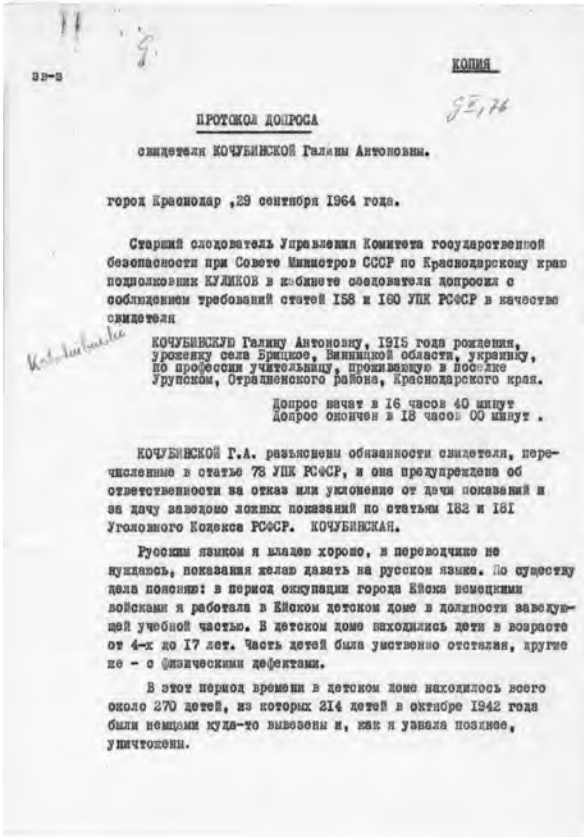 ЗВ-3
КОПИЯ
ПРОТОКОЛ ДОПРОСА
свидетеля КОЧУБИНСКОЙ Галины Антоновны.
город Краснодар ,29 сентября 1964 года.
Старший следователь Управления Комитета государственной
безопасности при Совете Министров СССР по Краснодарскому краю
подполковник КУЛИКОВ в кабинете следователя допросил с
соблюдением требований статей 158 и 160 УПК РСФСР в качестве
свидетеля
КОЧУБИНСКУЮ Галину Антоновну, 1915 года рождения,
уроженку села Брицкое, Винницкой области, украинку,
по профессии учительницу, проживающую в поселке
Урупском, Отрадненского района, Краснодарского края.
Допрос начат в 16 часов 40 минут
Допрос окончен в 18 часов 00 минут .
КОЧУБИНСКОЙ Г.А. разъяснены обязанности свидетеля, пере-
численные в статье 73 УПК РСФСР, и она предупреждена об
ответственности за отказ или уклонение от дачи показаний и
за дачу заведомо ложных показаний по статьям 182 и 181
Уголовного Кодекса РСФСР. КОЧУБИНСКАЯ.
Русским языком я владею хорошо, в переводчике не
нуждаюсь, показания желаю давать на русском языке. По существу
дела поясняю: в период оккупации города Ейска немецкими
войсками я работала в Ейском детском доме в должности заведую-
щей учебной частью. В детском доме находились дети в возрасте
от 4-х до 17 лет. Часть детей была умственно отсталая, другие
же - с физическими дефектами.
В этот период времени в детском доме находилось всего
около 270 детей, из которых 214 детей в октябре 1942 года
были немцами куда-то вывезены и, как я узнала позднее,
уничтожены.